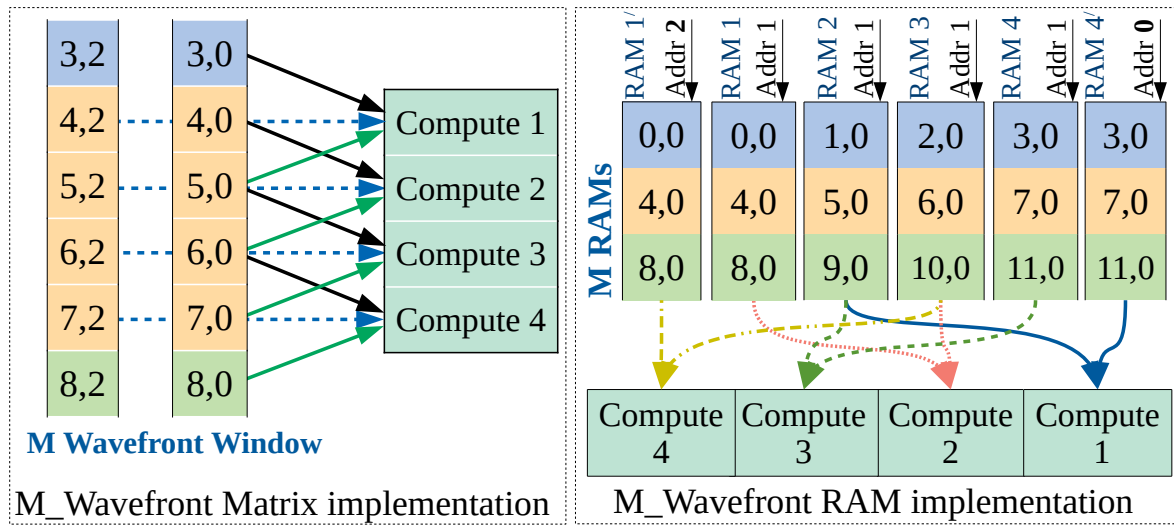 3,2 3,0
4,2 4,0
5,2 5,0
6,2 6,0
7,2 7,0
8,2 8,0
Compute 1
Compute 2
Compute 3
Compute 4
M Wavefront Window
M_Wavefront Matrix implementation
RAM 1/
Addr 2
RAM 1
Addr 1
RAM 2
Addr 1
RAM 3
Addr 1
RAM 4
Addr 1
RAM 4/
Addr 0
M RAMs
0,0 0,0 1,0 2,0 3,0 3,0
4,0 4,0 5,0 6,0 7,0 7,0
8,0 8,0 9,0 10,0 11,0 11,0
Compute
4
Compute
3
Compute
2
Compute
1
M_Wavefront RAM implementation